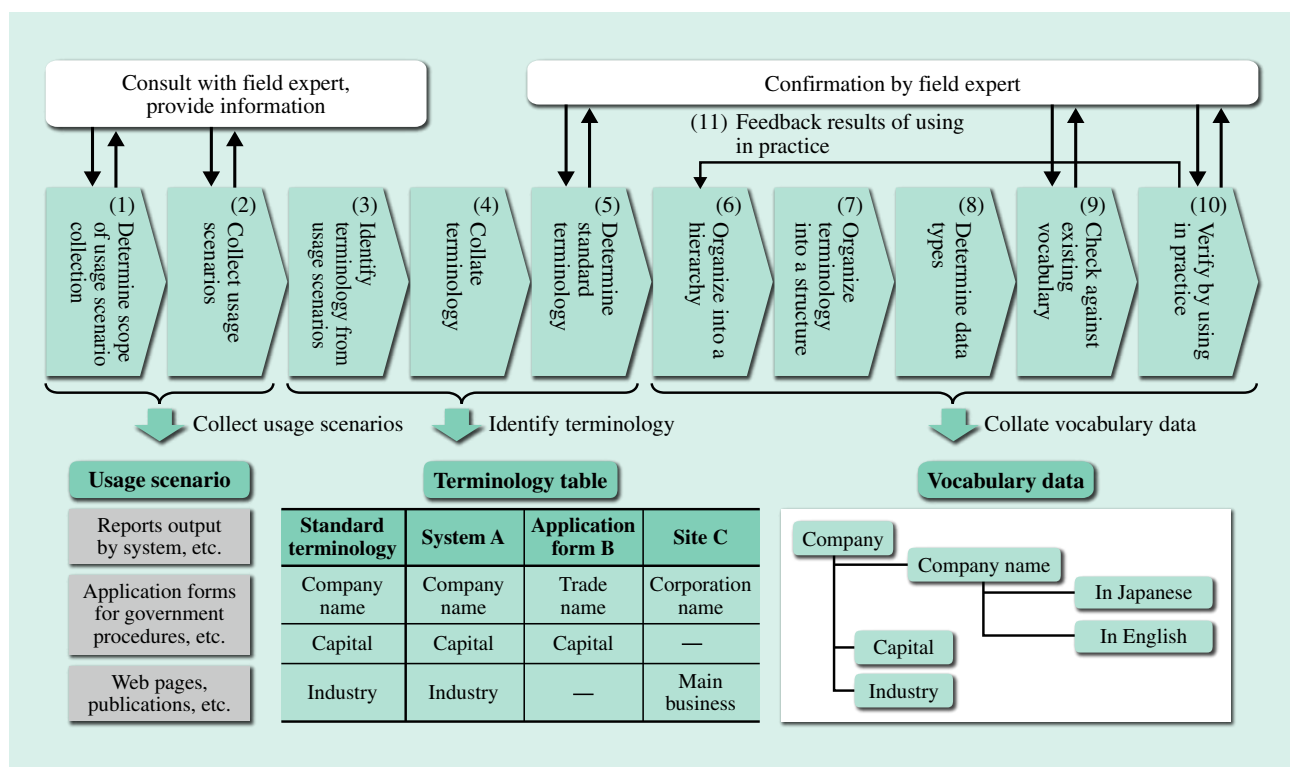 Consult with field expert,
provide information
Confirmation by field expert
(11) Feedback results of using
in practice
(1)
Determine scope
of usage scenario
collection
(2)
Collect usage
scenarios
(3)
Identify
terminology from
usage scenarios
(4)
Collate
terminology
(5)
Determine
standard
terminology
(6)
Organize into a
hierarchy
(7)
Organize
terminology
into a structure
(8)
Determine data
types
(9)
Check against
existing
vocabulary
(10)
Verify by using
in practice
Collect usage scenarios
Identify terminology
Collate vocabulary data
Usage scenario
Reports output
by system, etc.
Application forms
for government
procedures, etc.
Web pages,
publications, etc.
Terminology table
Standard
terminology
System A
Application
form B
Site C
Company
name
Company
name
Trade
name
Corporation
name
Capital
Capital
Capital
—
Industry
Industry
—
Main
business
Vocabulary data
Company
Company name
In Japanese
In English
Capital
Industry